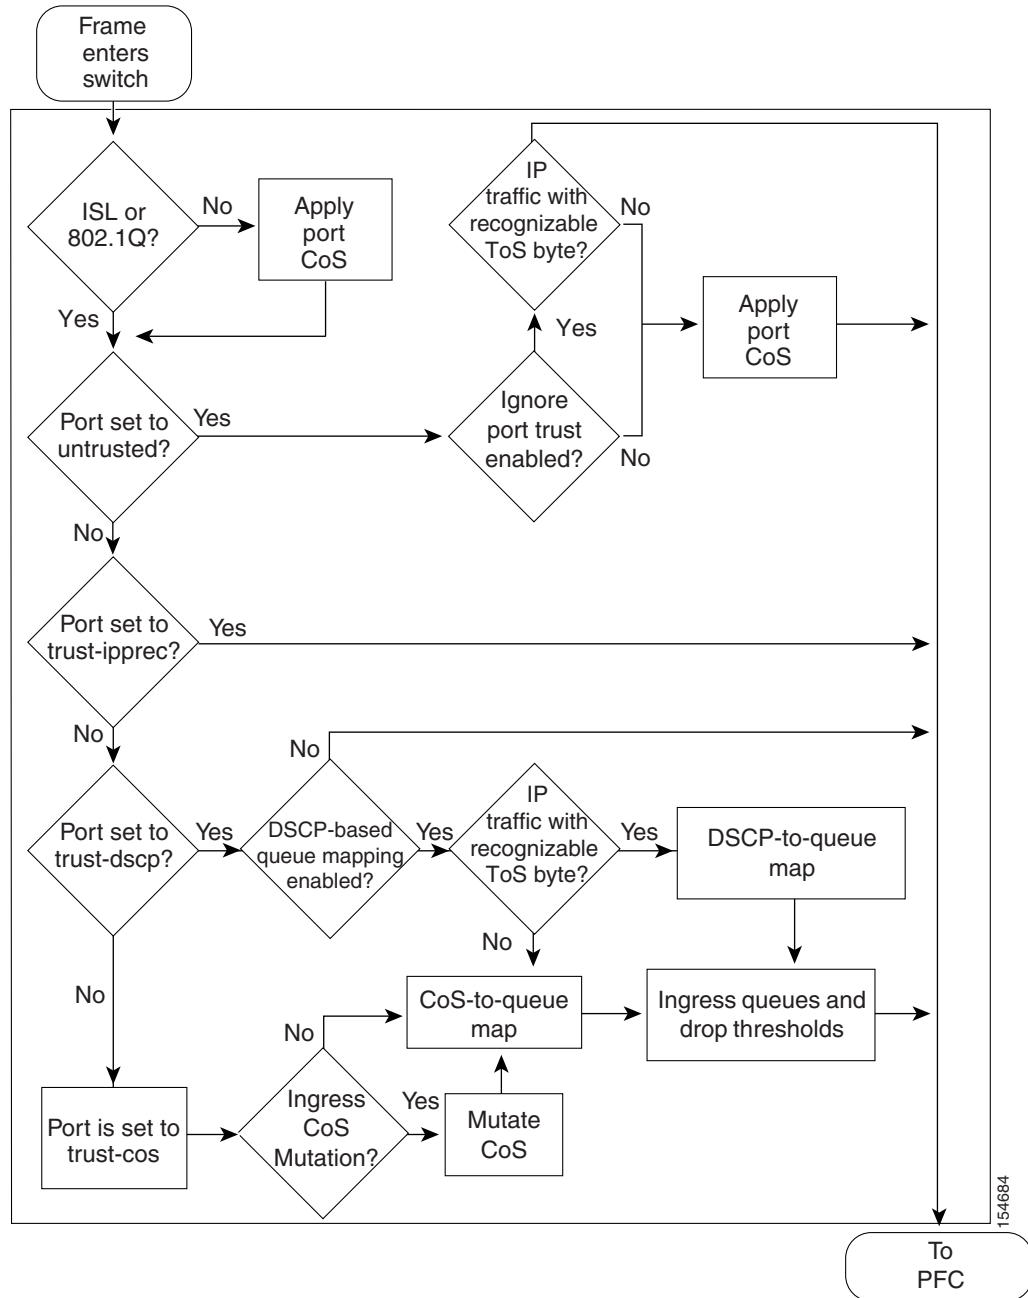 Frame
enters
switch
ISL or
802.1Q?
No
Apply
port
CoS
Yes
IP
traffic with
recognizable
ToS byte?
No
Yes
Apply
port
CoS
Port set to
untrusted?
Yes
Ignore
port trust
enabled?
No
No
Port set to
trust-ipprec?
Yes
No
Port set to
trust-dscp?
Yes
No
DSCP-based
queue mapping
enabled?
Yes
IP
traffic with
recognizable
ToS byte?
Yes
DSCP-to-queue
map
No
No
CoS-to-queue
map
Ingress queues and
drop thresholds
Port is set to
trust-cos
No
Ingress
CoS
Mutation?
Yes
Mutate
CoS
154684
To
PFC